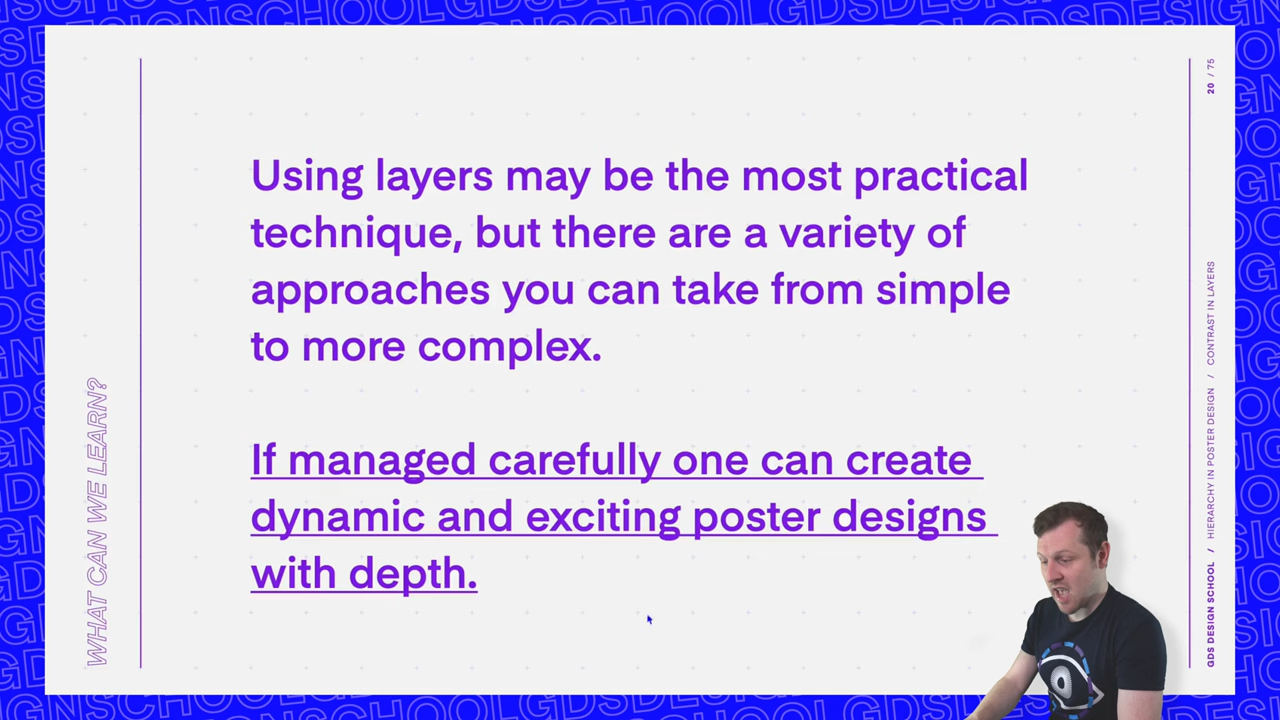 Using layers may be the most practical
technique, but there are a variety of
approaches you can take from simple
to more complex.
If managed carefully one can create
dynamic and exciting poster designs
with depth.
WHAT CAN WE LEARN?
20 / 75
GDS DESIGN SCHOOL / HIERARCHY IN POSTER DESIGN / CONTRAST IN LAYERS